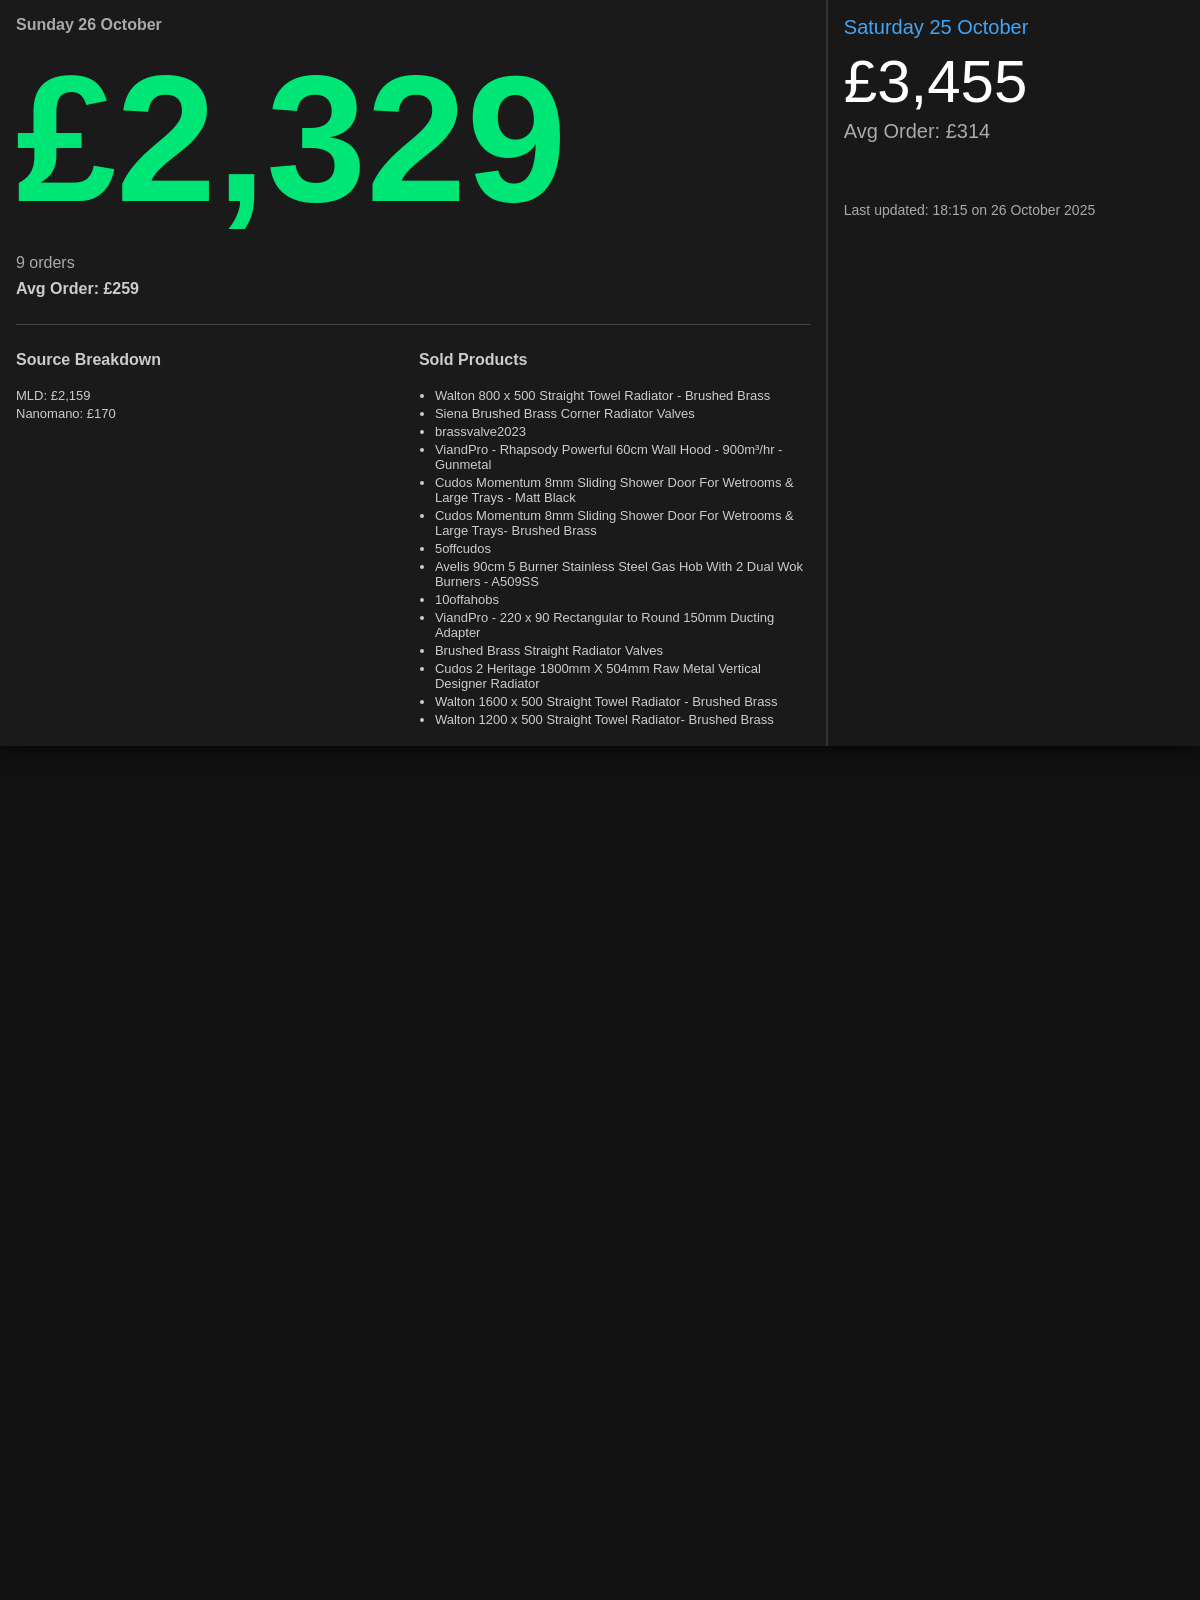 Sunday 26 October
£2,329
9 orders
Avg Order: £259
Source Breakdown
MLD: £2,159
Nanomano: £170
Sold Products
• Walton 800 x 500 Straight Towel Radiator - Brushed Brass
• Siena Brushed Brass Corner Radiator Valves
• brassvalve2023
• ViandPro - Rhapsody Powerful 60cm Wall Hood - 900m³/hr -
Gunmetal
• Cudos Momentum 8mm Sliding Shower Door For Wetrooms &
Large Trays - Matt Black
• Cudos Momentum 8mm Sliding Shower Door For Wetrooms &
Large Trays- Brushed Brass
• 5offcudos
• Avelis 90cm 5 Burner Stainless Steel Gas Hob With 2 Dual Wok
Burners - A509SS
• 10offahobs
• ViandPro - 220 x 90 Rectangular to Round 150mm Ducting
Adapter
• Brushed Brass Straight Radiator Valves
• Cudos 2 Heritage 1800mm X 504mm Raw Metal Vertical
Designer Radiator
• Walton 1600 x 500 Straight Towel Radiator - Brushed Brass
• Walton 1200 x 500 Straight Towel Radiator- Brushed Brass
Saturday 25 October
£3,455
Avg Order: £314
Last updated: 18:15 on 26 October 2025